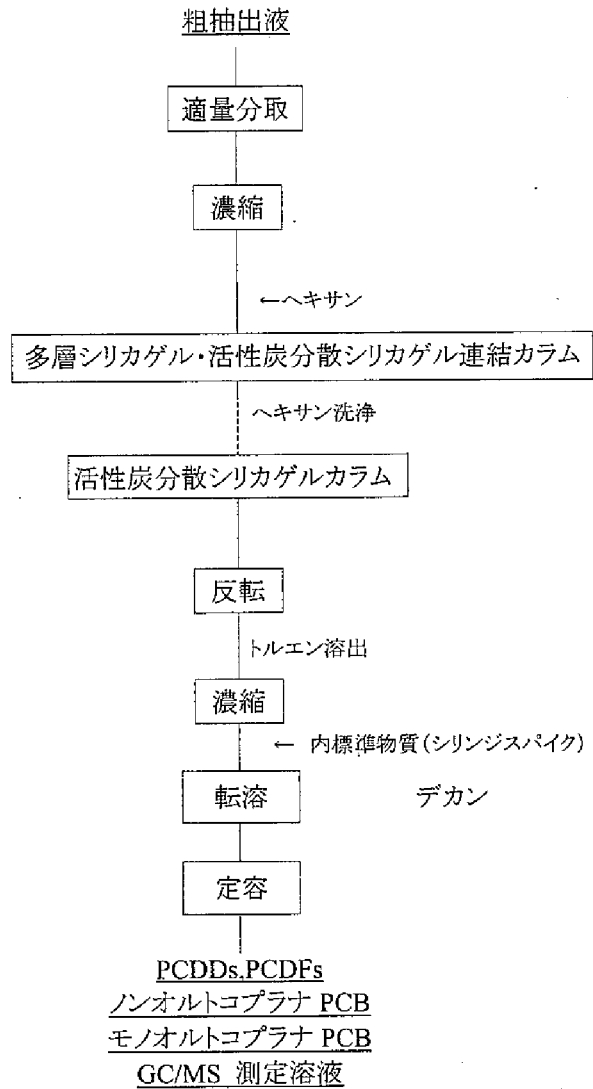 粗抽出液
適量分取
濃縮
←ヘキサン
多層シリカゲル・活性炭分散シリカゲル連結カラム
ヘキサン洗浄
活性炭分散シリカゲルカラム
反転
トルエン溶出
濃縮
← 内標準物質(シリンジスパイク)
転溶 デカン
定容
PCDDs,PCDFs
ノンオルトコプラナ PCB
モノオルトコプラナ PCB
GC/MS 測定溶液